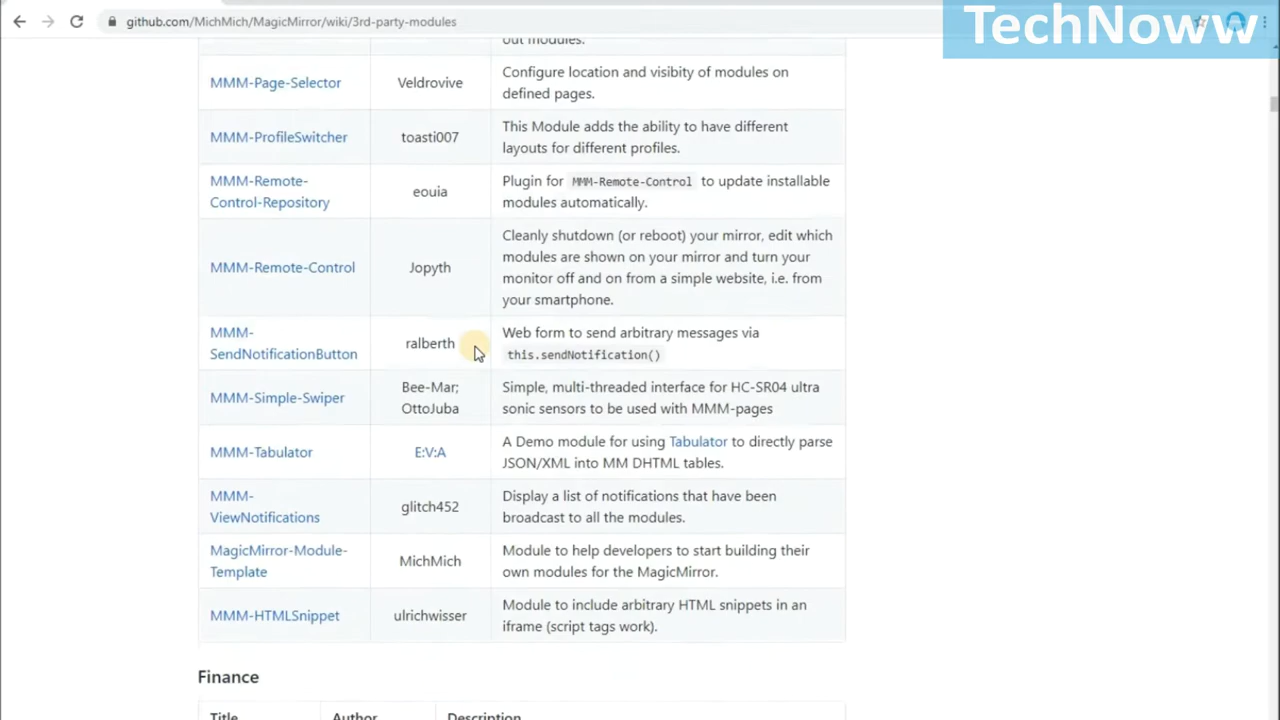 github.com/MichMich/MagicMirror/wiki/3rd-party-modules
TechNoww
out modules.
MMM-Page-Selector
Veldrovive
Configure location and visibity of modules on
defined pages.
MMM-ProfileSwitcher
toasti007
This Module adds the ability to have different
layouts for different profiles.
MMM-Remote-
Control-Repository
eouia
Plugin for MMM-Remote-Control to update installable
modules automatically.
MMM-Remote-Control
Jopyth
Cleanly shutdown (or reboot) your mirror, edit which
modules are shown on your mirror and turn your
monitor off and on from a simple website, i.e. from
your smartphone.
MMM-
SendNotificationButton
ralberth
Web form to send arbitrary messages via
this.sendNotification()
MMM-Simple-Swiper
Bee-Mar;
OttoJuba
Simple, multi-threaded interface for HC-SR04 ultra
sonic sensors to be used with MMM-pages
MMM-Tabulator
E:V:A
A Demo module for using Tabulator to directly parse
JSON/XML into MM DHTML tables.
MMM-
ViewNotifications
glitch452
Display a list of notifications that have been
broadcast to all the modules.
MagicMirror-Module-
Template
MichMich
Module to help developers to start building their
own modules for the MagicMirror.
MMM-HTMLSnippet
ulrichwisser
Module to include arbitrary HTML snippets in an
iframe (script tags work).
Finance
Title
Author
Description